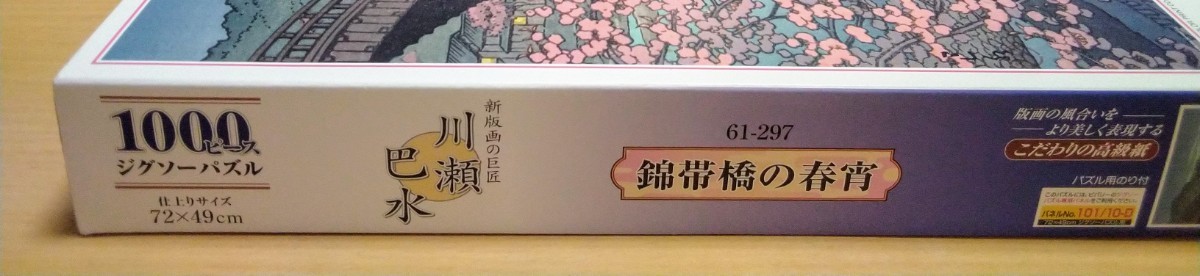 1000ピース
ジグソーパズル
仕上りサイズ
72×49cm
新版画の巨匠
川瀬
巴水
61-297
錦帯橋の春宵
版画の風合いを
より美しく表現する
こだわりの高級紙
パズル用のり付
パネルNo. 101/10-D